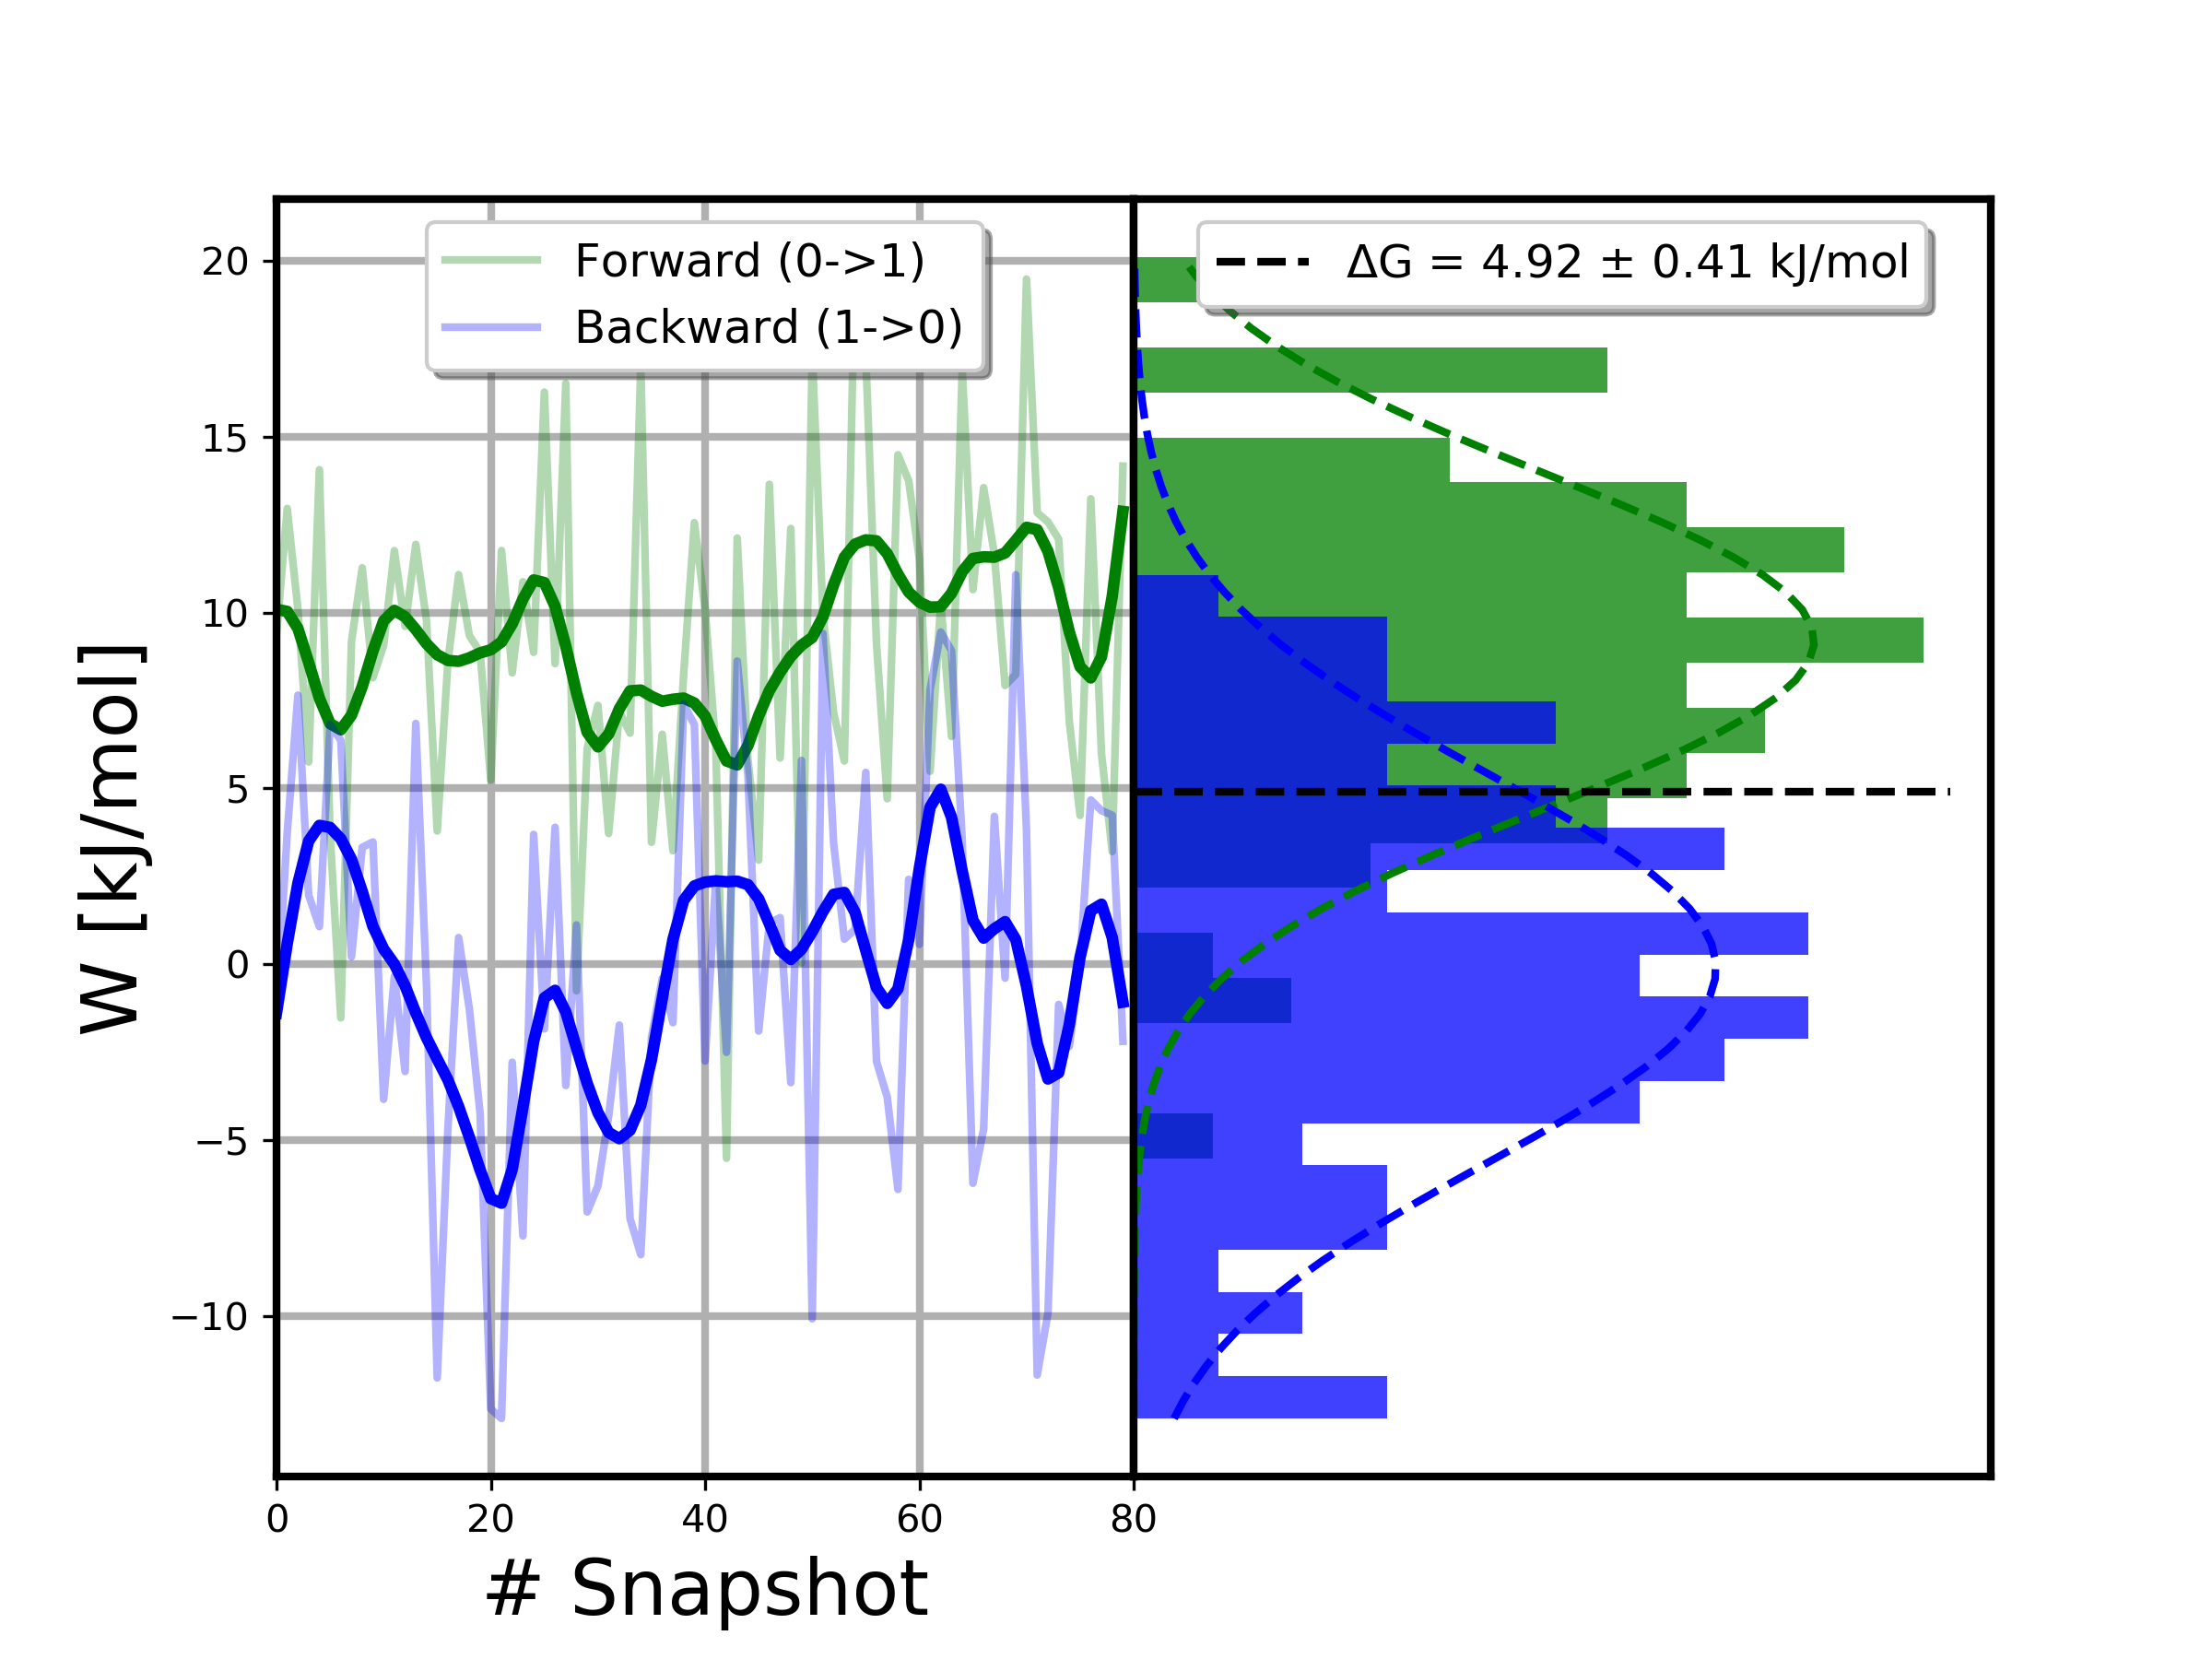 Forward (0->1)
Backward (1->0)
ΔG = 4.92 ± 0.41 kJ/mol
W [kJ/mol]
20
15
10
5
0
−5
−10
0
20
40
60
80
# Snapshot